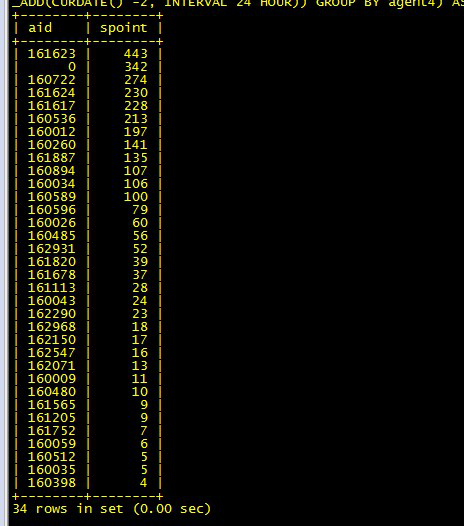 _ADD(CURDATE() -2, INTERVAL 24 HOUR)) GROUP BY agent4) AS
+--------+--------+
| aid    | spoint |
+--------+--------+
| 161623 |    443 |
|      0 |    342 |
| 160722 |    274 |
| 161624 |    230 |
| 161617 |    228 |
| 160536 |    213 |
| 160012 |    197 |
| 160260 |    141 |
| 161887 |    135 |
| 160894 |    107 |
| 160034 |    106 |
| 160589 |    100 |
| 160596 |     79 |
| 160026 |     60 |
| 160485 |     56 |
| 162931 |     52 |
| 161820 |     39 |
| 161678 |     37 |
| 161113 |     28 |
| 160043 |     24 |
| 162290 |     23 |
| 162968 |     18 |
| 162150 |     17 |
| 162547 |     16 |
| 162071 |     13 |
| 160009 |     11 |
| 160480 |     10 |
| 161565 |      9 |
| 161205 |      9 |
| 161752 |      7 |
| 160059 |      6 |
| 160512 |      5 |
| 160035 |      5 |
| 160398 |      4 |
+--------+--------+
34 rows in set (0.00 sec)